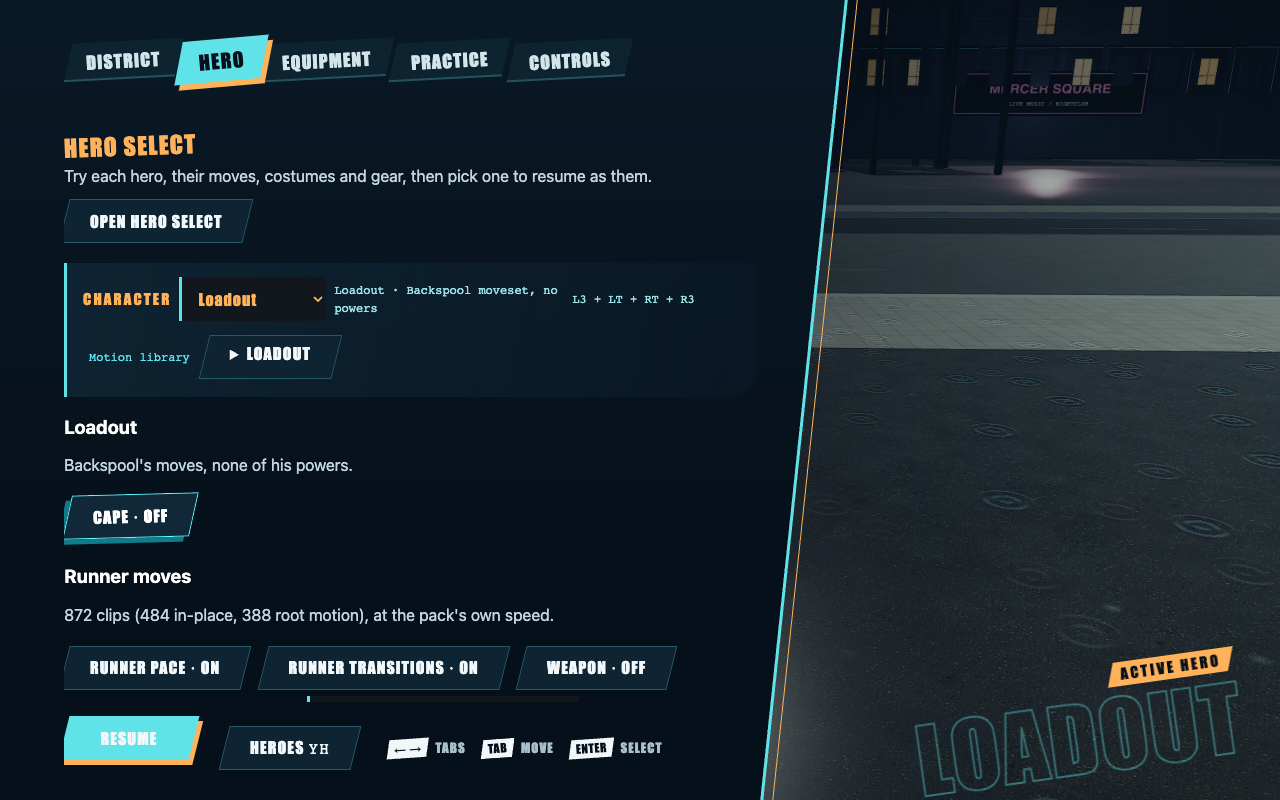 DISTRICT HERO EQUIPMENT PRACTICE CONTROLS
MERCER SQUARE
LIVE MUSIC / NIGHTCLUB
HERO SELECT
Try each hero, their moves, costumes and gear, then pick one to resume as them.
OPEN HERO SELECT
CHARACTER Loadout Loadout · Backspool moveset, no powers L3 + LT + RT + R3
Motion library ▶ LOADOUT
Loadout
Backspool's moves, none of his powers.
CAPE · OFF
Runner moves
872 clips (484 in-place, 388 root motion), at the pack's own speed.
RUNNER PACE · ON RUNNER TRANSITIONS · ON WEAPON · OFF
RESUME HEROES YH ←→ TABS TAB MOVE ENTER SELECT
ACTIVE HERO
LOADOUT